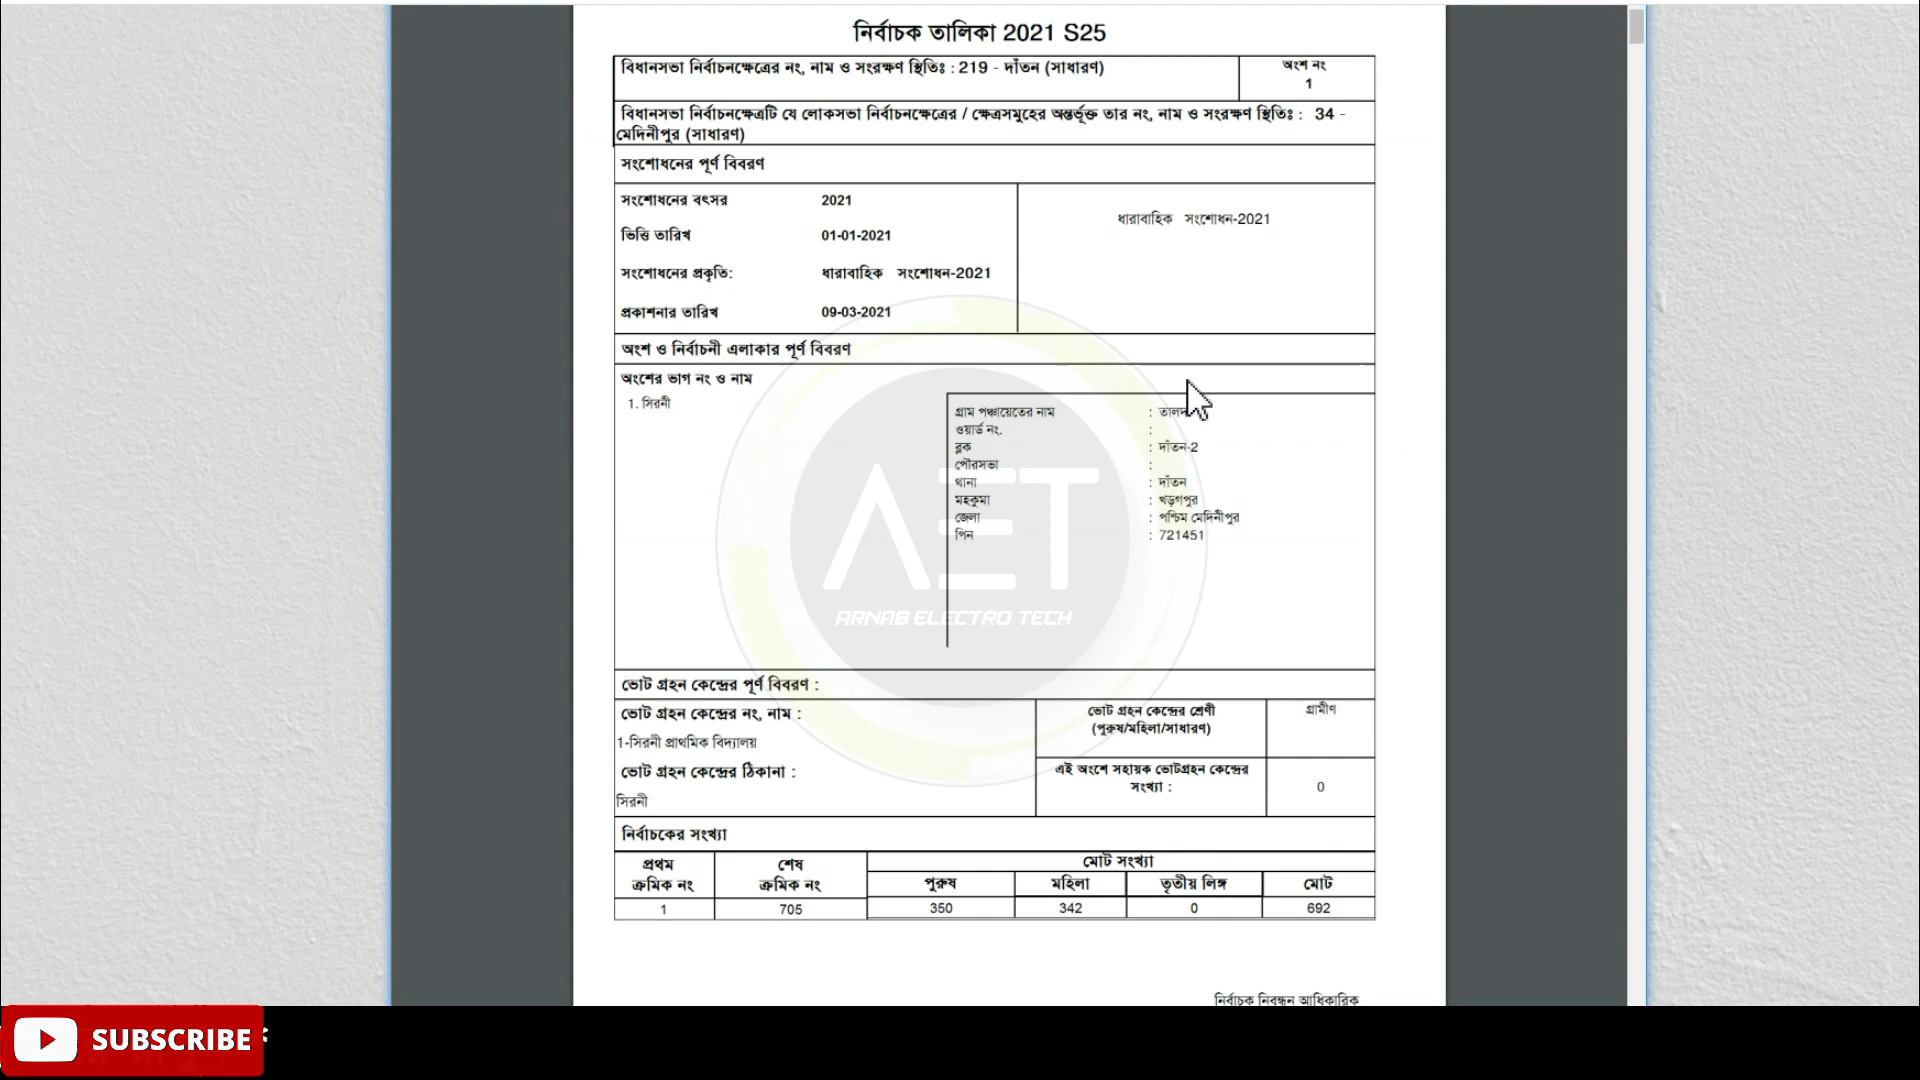 নির্বাচক তালিকা 2021 S25
বিধানসভা নির্বাচনক্ষেত্রের নং, নাম ও সংরক্ষণ স্থিতিঃ : 219 - দাঁতন (সাধারণ)
অংশ নং
1
বিধানসভা নির্বাচনক্ষেত্রটি যে লোকসভা নির্বাচনক্ষেত্রের / ক্ষেত্রসমুহের অন্তর্ভূক্ত তার নং, নাম ও সংরক্ষণ স্থিতিঃ : 34 -
মেদিনীপুর (সাধারণ)
সংশোধনের পূর্ণ বিবরণ
সংশোধনের বৎসর 2021
ভিত্তি তারিখ 01-01-2021
সংশোধনের প্রকৃতি: ধারাবাহিক সংশোধন-2021
প্রকাশনার তারিখ 09-03-2021
ধারাবাহিক সংশোধন-2021
অংশ ও নির্বাচনী এলাকার পূর্ণ বিবরণ
অংশের ভাগ নং ও নাম
1. সিরনী
গ্রাম পঞ্চায়েতের নাম :
ওয়ার্ড নং. :
ব্লক : দাঁতন-2
পৌরসভা :
থানা : দাঁতন
মহকুমা : খড়গপুর
জেলা : পশ্চিম মেদিনীপুর
পিন : 721451
AET
ARNAB ELECTRO TECH
ভোট গ্রহন কেন্দ্রের পূর্ণ বিবরণ :
ভোট গ্রহন কেন্দ্রের নং, নাম :
1-সিরনী প্রাথমিক বিদ্যালয়
ভোট গ্রহন কেন্দ্রের ঠিকানা :
সিরনী
ভোট গ্রহন কেন্দ্রের শ্রেণী
(পুরুষ/মহিলা/সাধারণ)
গ্রামীণ
এই অংশে সহায়ক ভোটগ্রহন কেন্দ্রের
সংখ্যা :
0
নির্বাচকের সংখ্যা
প্রথম
ক্রমিক নং
শেষ
ক্রমিক নং
মোট সংখ্যা
পুরুষ মহিলা তৃতীয় লিঙ্গ মোট
1 705 350 342 0 692
নির্বাচক নিবন্ধন আধিকারিক
SUBSCRIBE